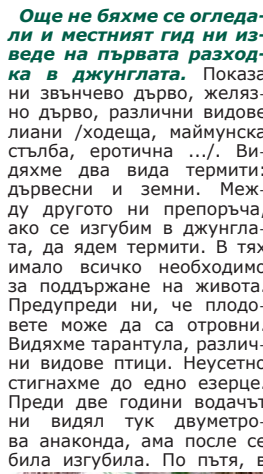 Още не бяхме се огледа-
ли и местният гид ни из-
веде на първата разход-
ка в джунглата. Показа
ни звънчево дърво, желяз-
но дърво, различни видове
лиани /ходеща, маймунска
стълба, еротична .../. Ви-
дяхме два вида термити:
дървесни и земни. Меж-
ду другото ни препоръча,
ако се изгубим в джунгла-
та, да ядем термити. В тях
имало всичко необходимо
за поддържане на живота.
Предупреди ни, че плодо-
вете може да са отровни.
Видяхме тарантула, различ-
ни видове птици. Неусетно
стигнахме до едно езерце.
Преди две години водачът
ни видял тук двуметро-
ва анаконда, ама после се
била изгубила. По пътя, в